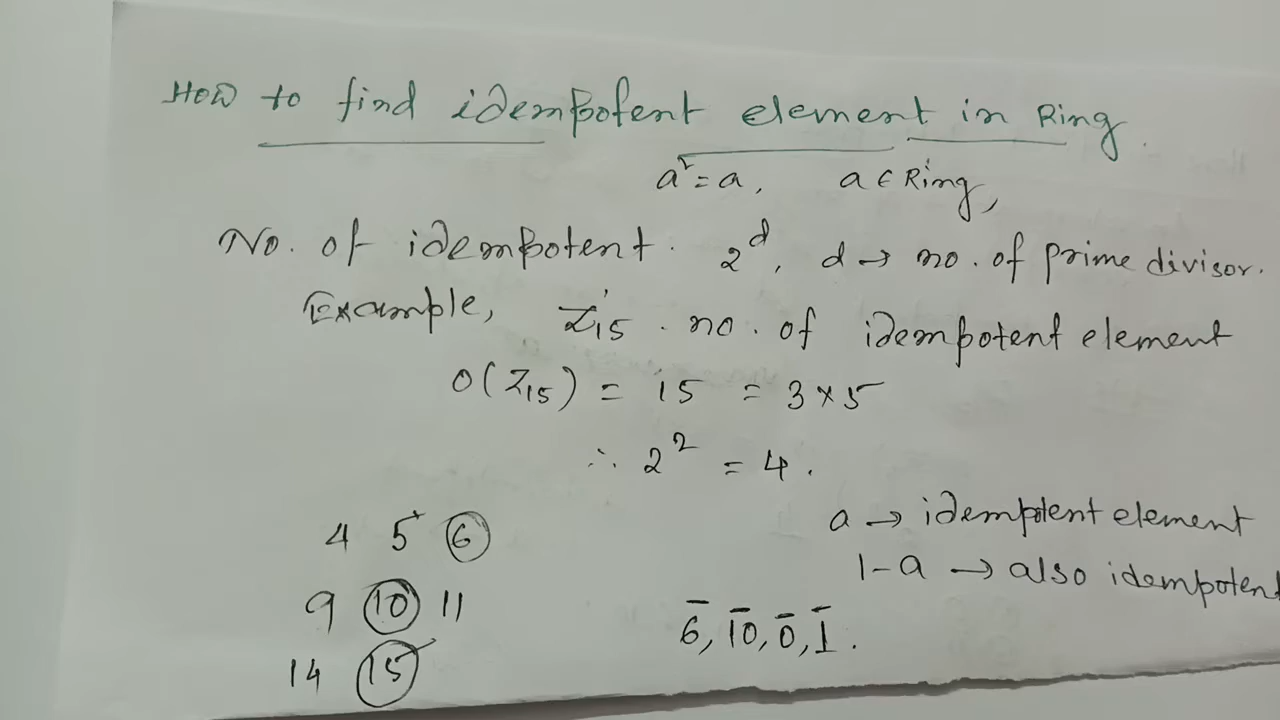 How to find idempotent element in Ring.
a² = a, a ∈ Ring,
No. of idempotent. 2^d, d → no. of prime divisor.
Example, Z₁₅. no. of idempotent element
O(Z₁₅) = 15 = 3 × 5
∴ 2² = 4.
a → idempotent element
4 5 6
1-a → also idempotent
9 10 11
6̄, 1̄0̄, 0̄, 1̄.
14 15